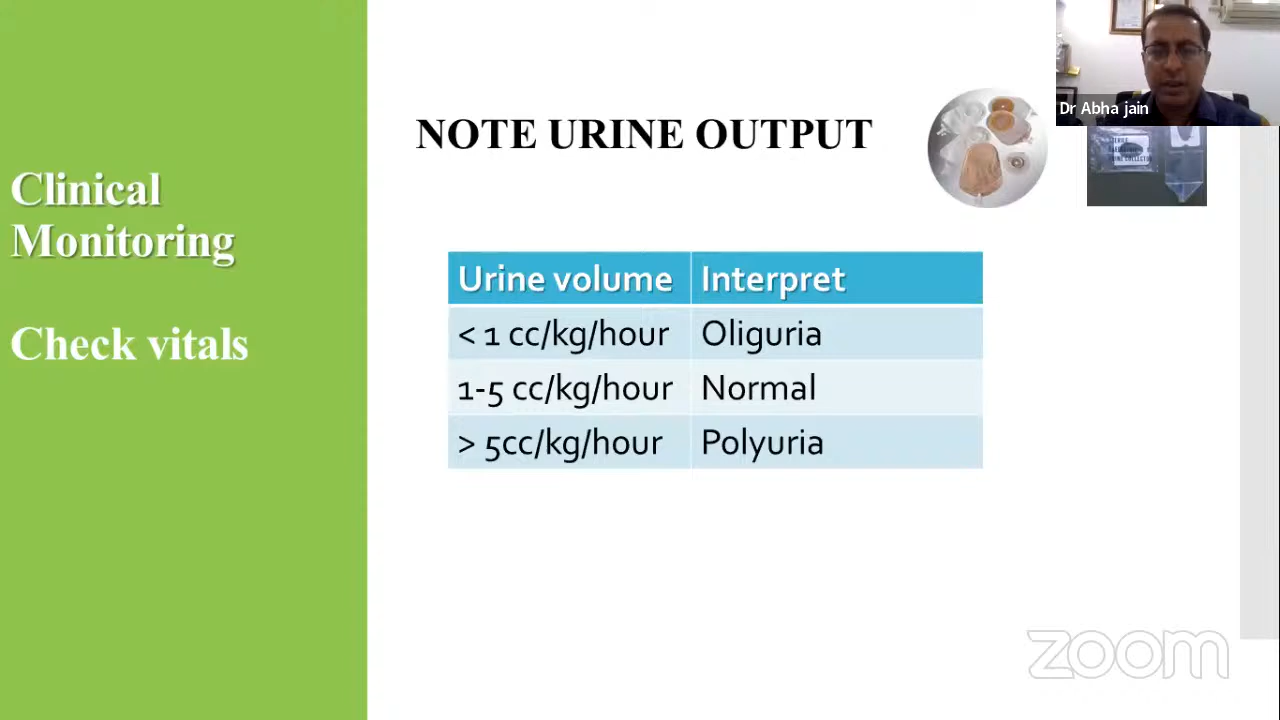 Clinical
Monitoring
Check vitals
NOTE URINE OUTPUT
Dr Abha jain
Urine volume Interpret
< 1 cc/kg/hour Oliguria
1-5 cc/kg/hour Normal
> 5cc/kg/hour Polyuria
zoom